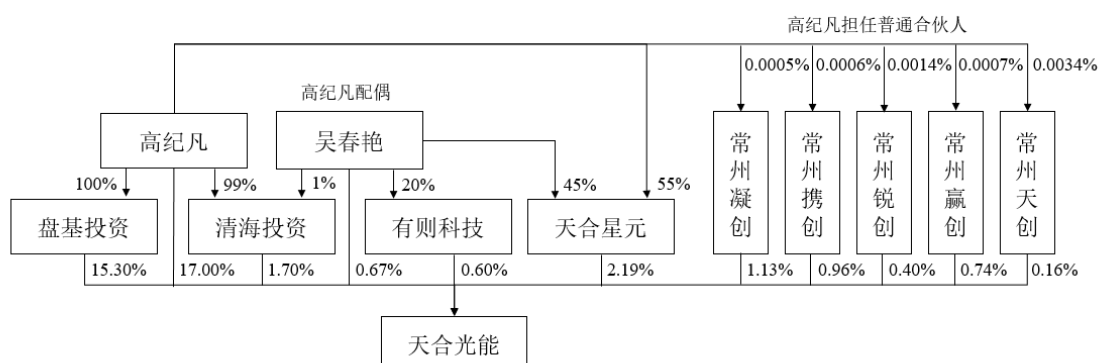 高纪凡担任普通合伙人
0.0005% 0.0006% 0.0014% 0.0007% 0.0034%
高纪凡配偶
高纪凡 吴春艳
常州凝创
常州携创
常州锐创
常州赢创
常州天创
100% 99% 1% 20% 45% 55%
盘基投资 清海投资 有则科技 天合星元
15.30% 17.00% 1.70% 0.67% 0.60% 2.19% 1.13% 0.96% 0.40% 0.74% 0.16%
天合光能